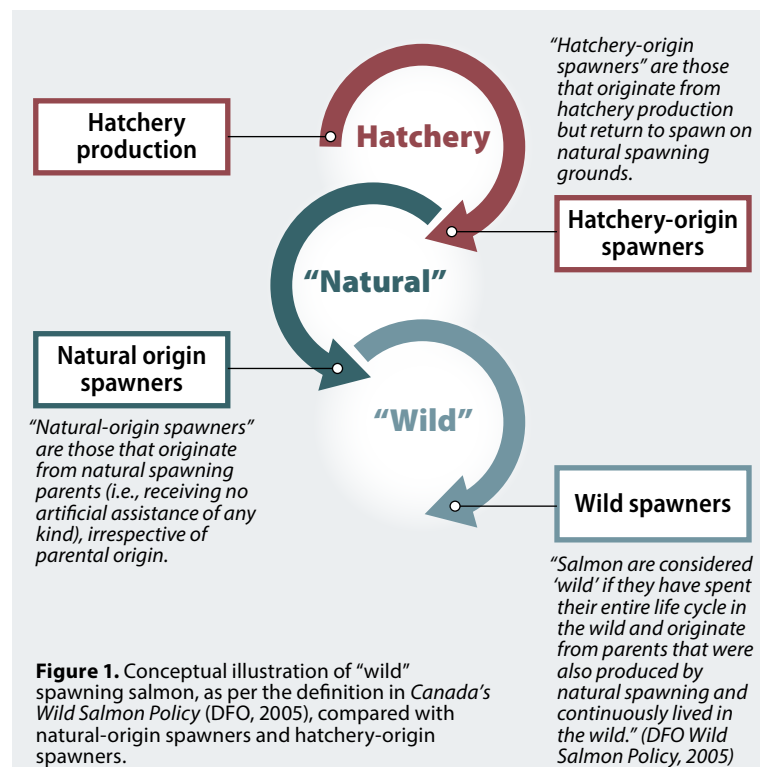 “Hatchery-origin
spawners” are those
that originate from
hatchery production
but return to spawn on
natural spawning
grounds.
Hatchery
production
Hatchery
Hatchery-origin
spawners
“Natural”
Natural origin
spawners
“Natural-origin spawners”
are those that originate
from natural spawning
parents (i.e., receiving no
artificial assistance of any
kind), irrespective of
parental origin.
“Wild”
Wild spawners
“Salmon are considered
‘wild’ if they have spent
their entire life cycle in
the wild and originate
from parents that were
also produced by
natural spawning and
continuously lived in
the wild.” (DFO Wild
Salmon Policy, 2005)
Figure 1. Conceptual illustration of “wild”
spawning salmon, as per the definition in Canada’s
Wild Salmon Policy (DFO, 2005), compared with
natural-origin spawners and hatchery-origin
spawners.